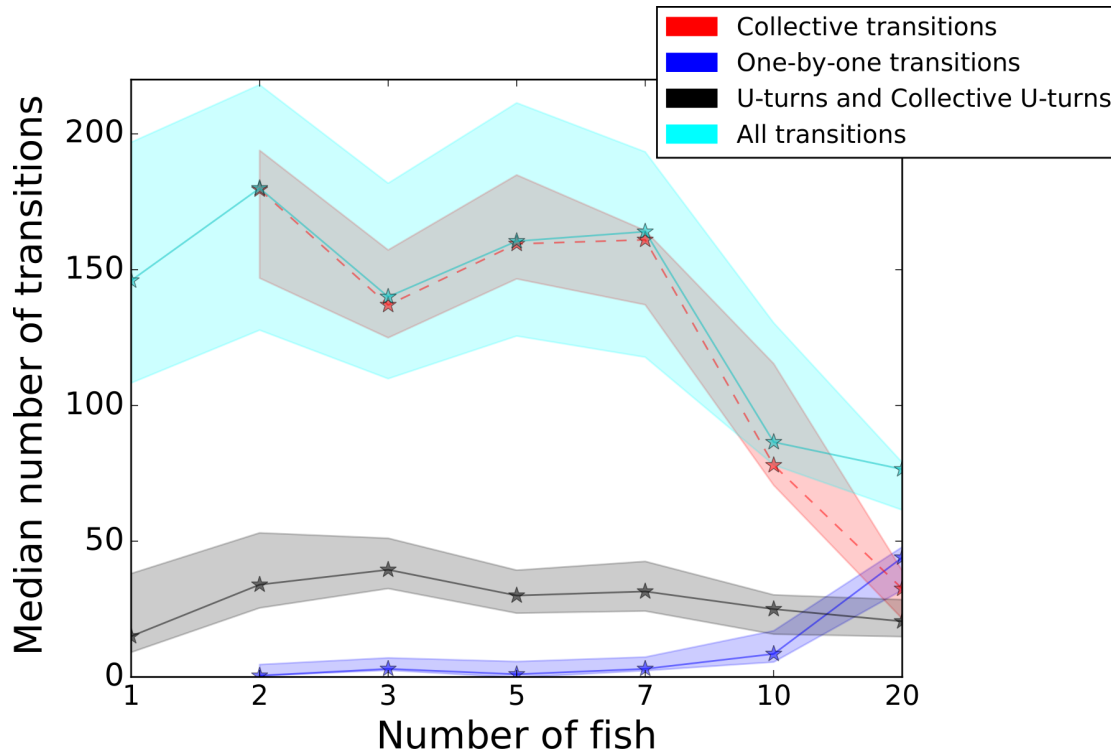 Collective transitions
One-by-one transitions
U-turns and Collective U-turns
All transitions
Median number of transitions
200
150
100
50
0
1 2 3 5 7 10 20
Number of fish